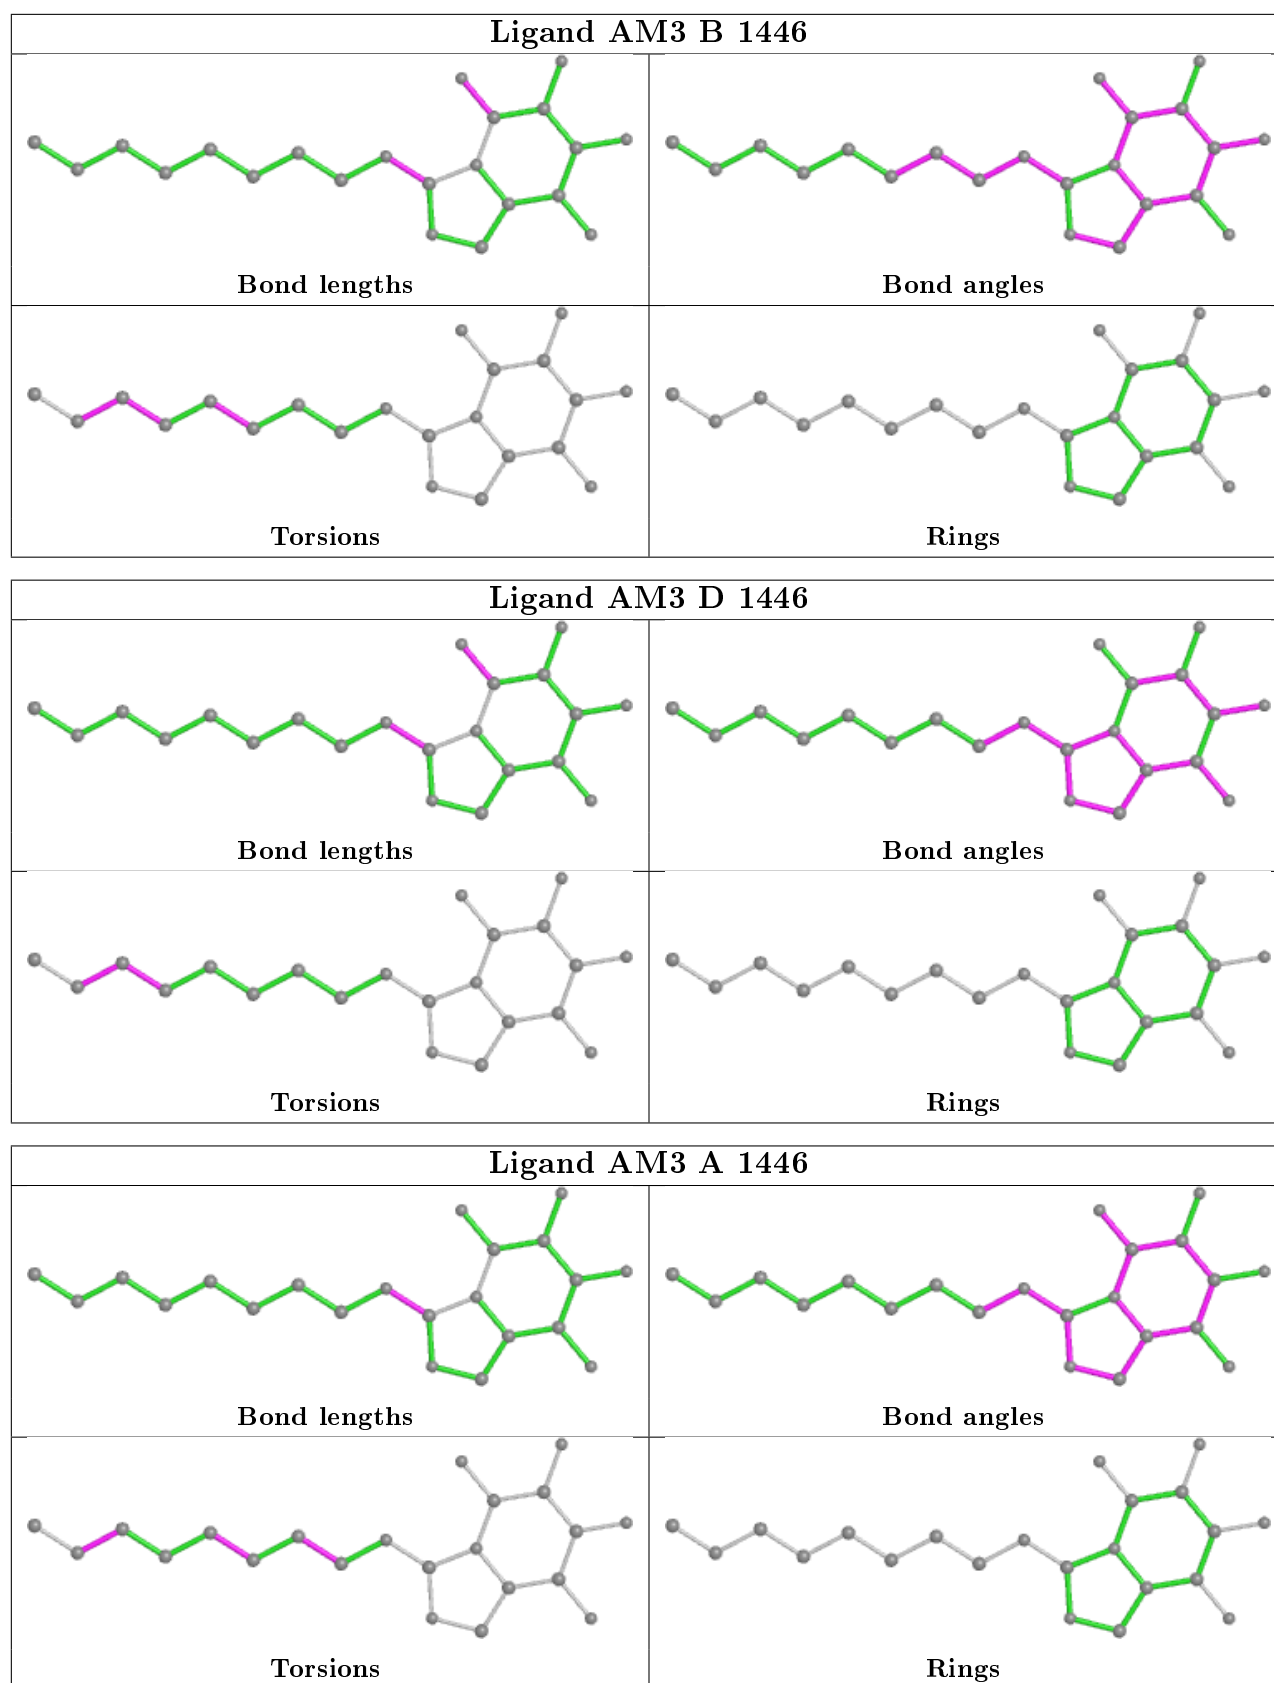 Ligand AM3 B 1446
Bond lengths
Bond angles
Torsions
Rings
Ligand AM3 D 1446
Bond lengths
Bond angles
Torsions
Rings
Ligand AM3 A 1446
Bond lengths
Bond angles
Torsions
Rings